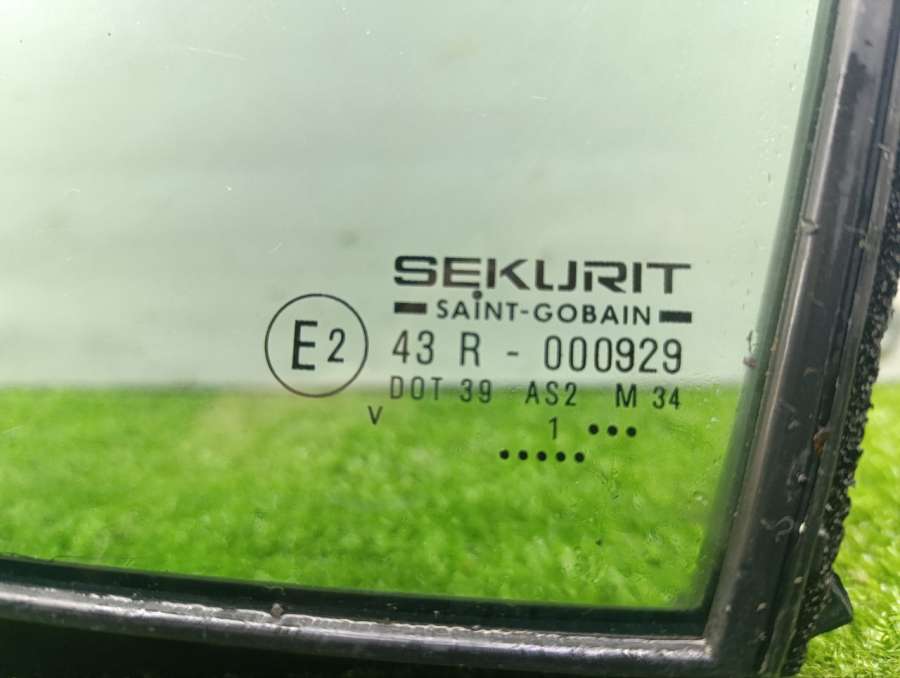 SEKURIT
SAINT-GOBAIN
E2 43 R - 000929
DOT 39 AS2 M 34
V
1 •••
•••••